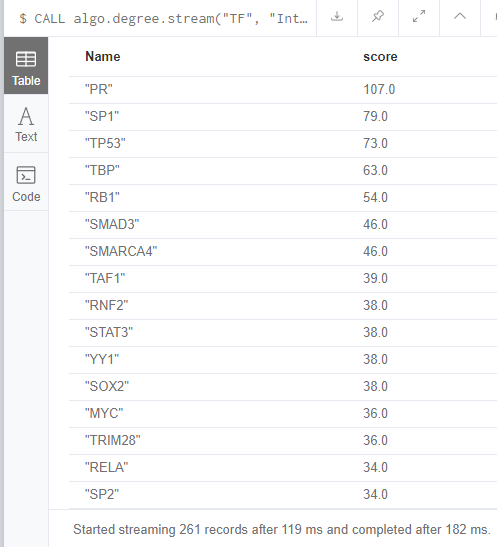 $ CALL algo.degree.stream("TF", "Int…
Table
Text
Code
Name score
"PR" 107.0
"SP1" 79.0
"TP53" 73.0
"TBP" 63.0
"RB1" 54.0
"SMAD3" 46.0
"SMARCA4" 46.0
"TAF1" 39.0
"RNF2" 38.0
"STAT3" 38.0
"YY1" 38.0
"SOX2" 38.0
"MYC" 36.0
"TRIM28" 36.0
"RELA" 34.0
"SP2" 34.0
Started streaming 261 records after 119 ms and completed after 182 ms.